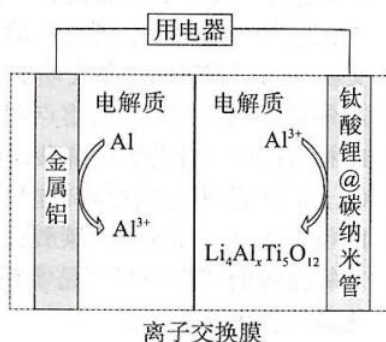 用电器
电解质
电解质
金属铝
Al
Al³⁺
Al³⁺
Li₄AlₓTi₅O₁₂
钛酸锂@碳纳米管
离子交换膜